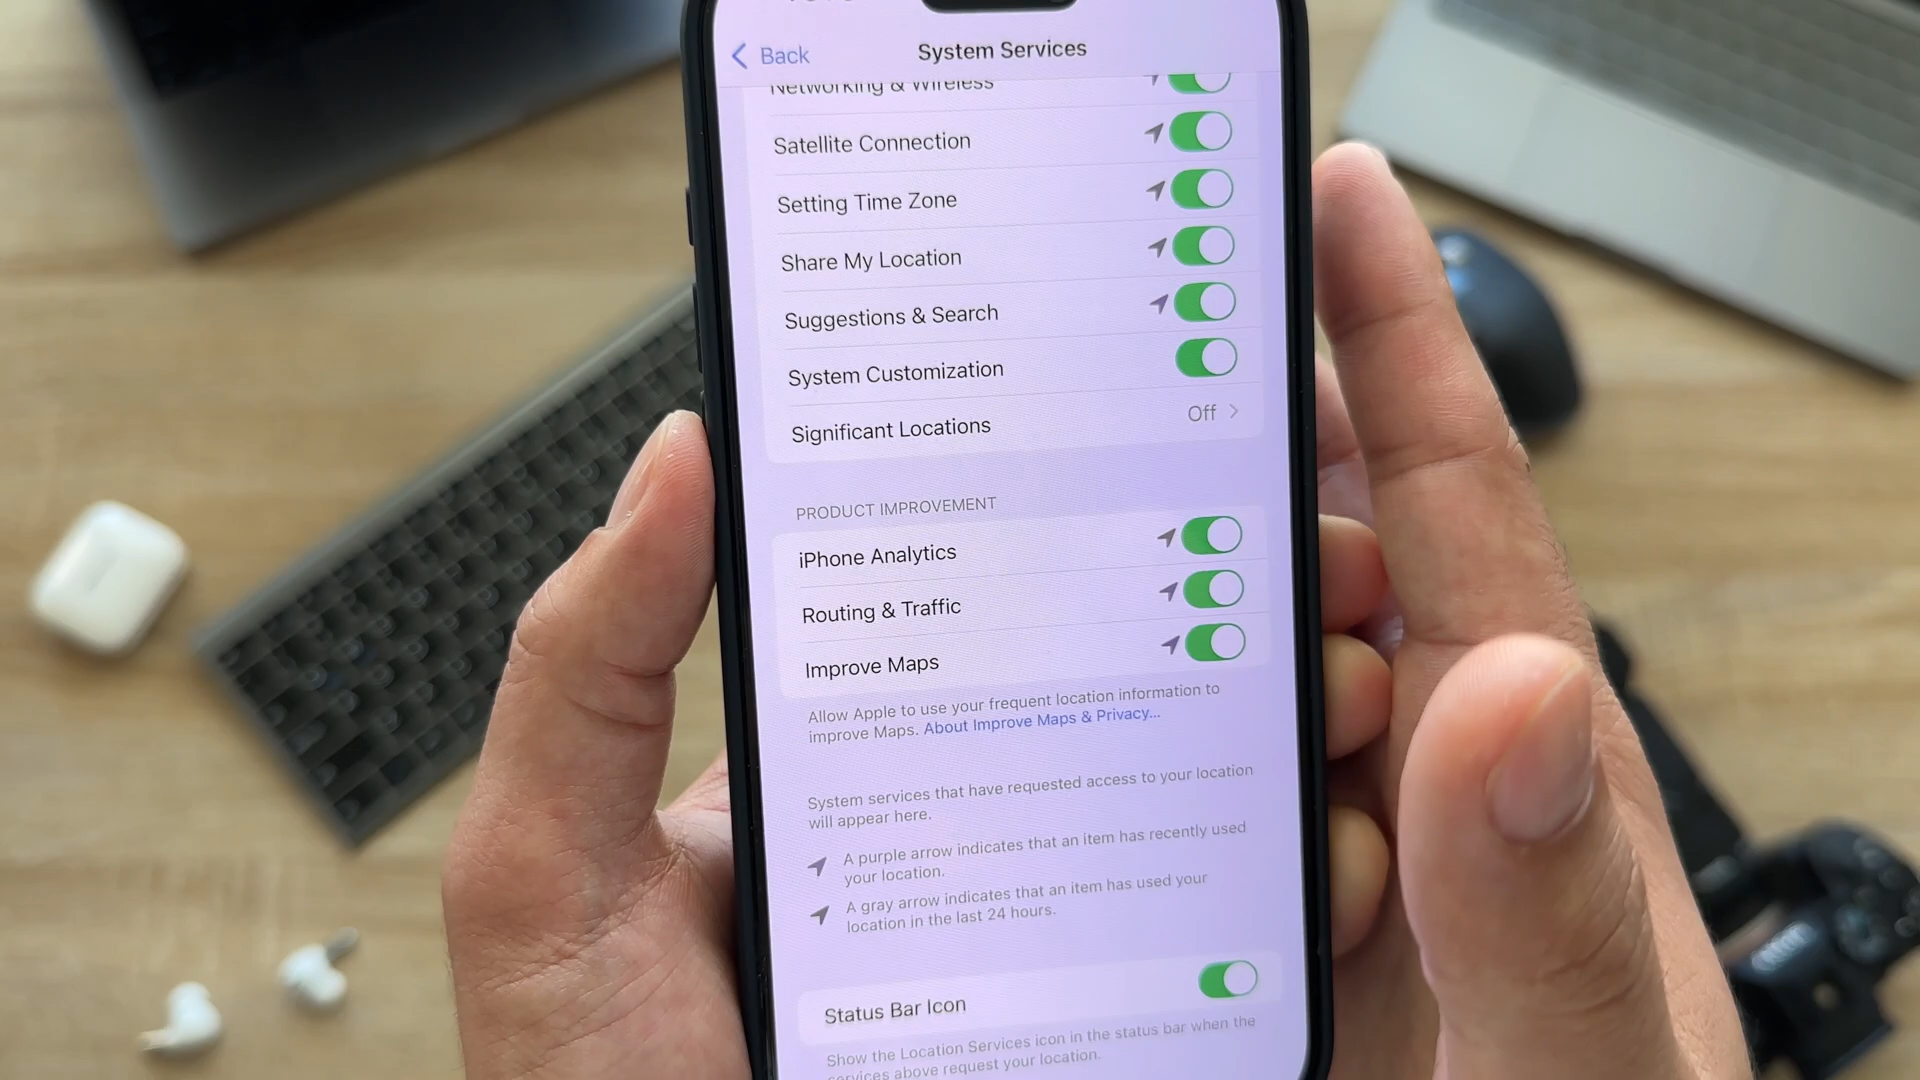 Back
System Services
Networking & Wireless
Satellite Connection
Setting Time Zone
Share My Location
Suggestions & Search
System Customization
Significant Locations Off
PRODUCT IMPROVEMENT
iPhone Analytics
Routing & Traffic
Improve Maps
Allow Apple to use your frequent location information to
improve Maps. About Improve Maps & Privacy...
System services that have requested access to your location
will appear here.
A purple arrow indicates that an item has recently used
your location.
A gray arrow indicates that an item has used your
location in the last 24 hours.
Status Bar Icon
Show the Location Services icon in the status bar when the
services above request your location.